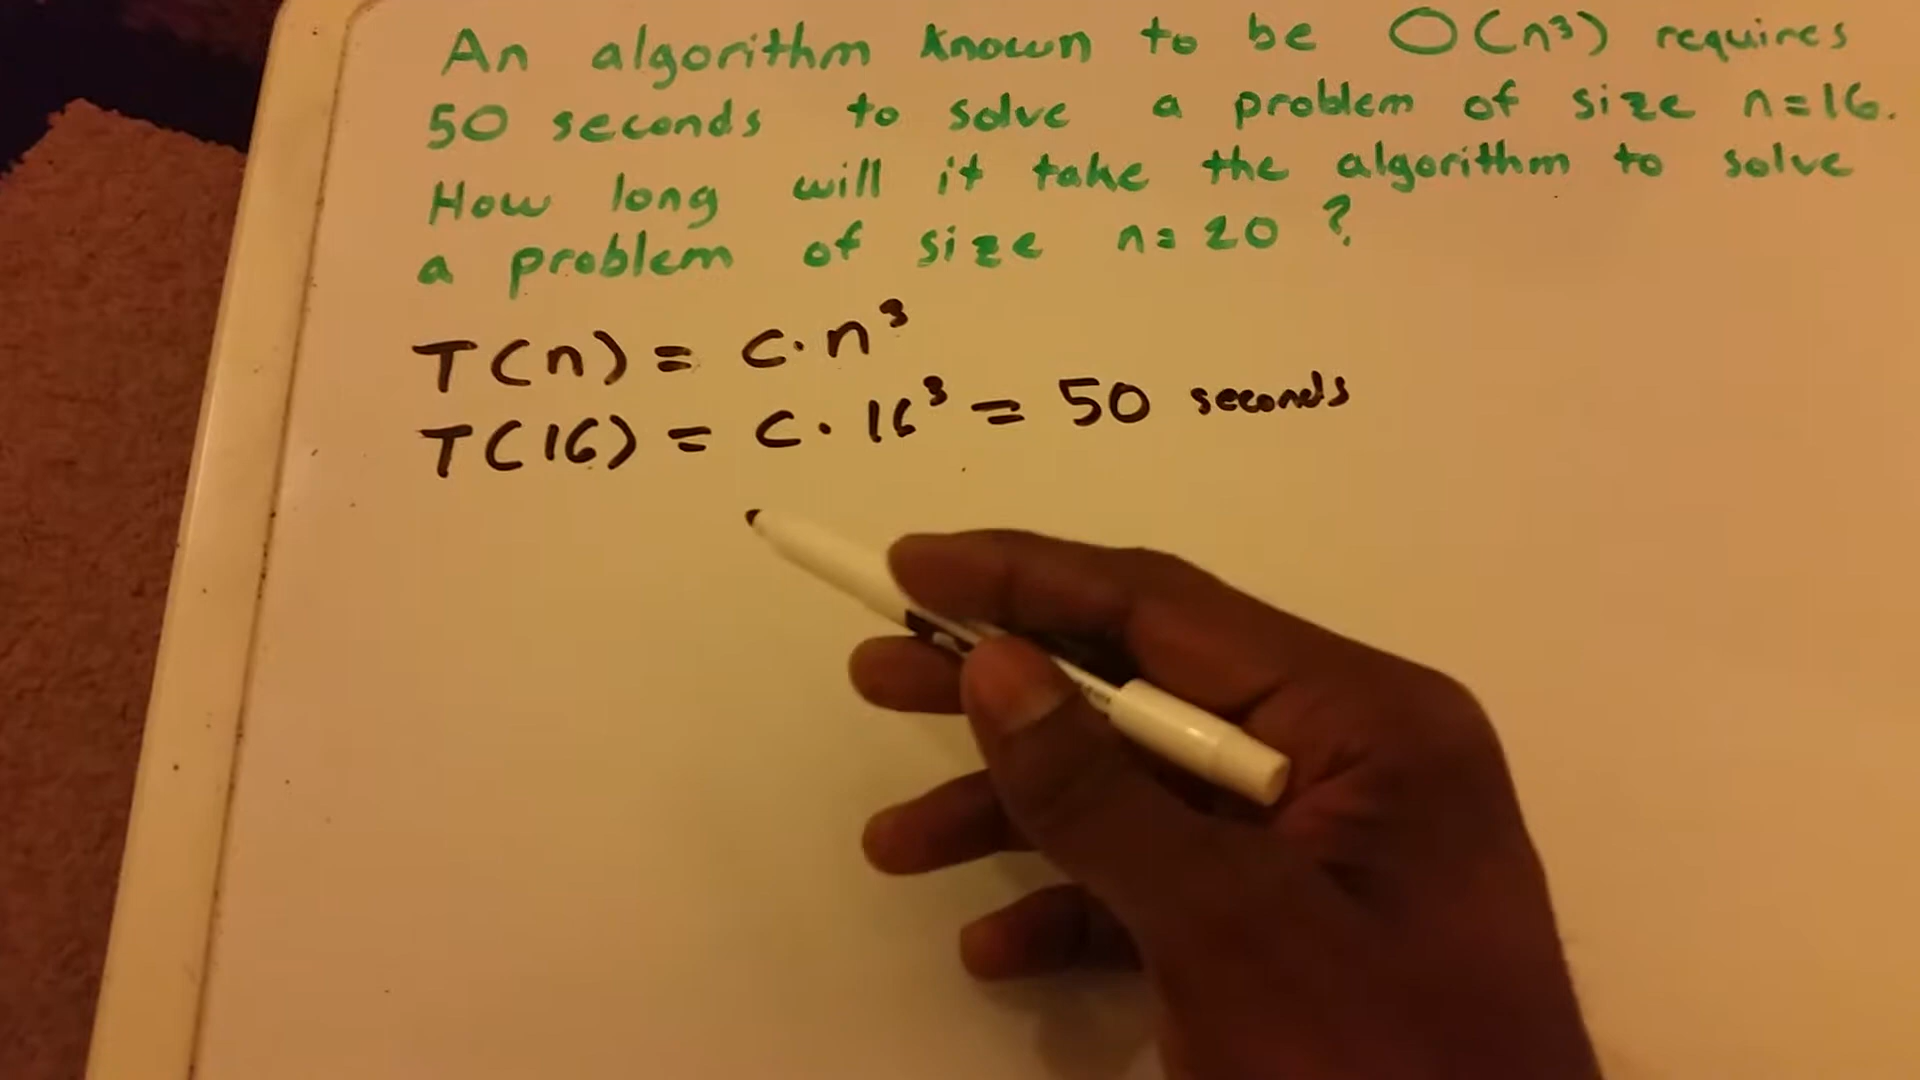 An algorithm known to be O(n³) requires
50 seconds to solve a problem of size n=16.
How long will it take the algorithm to solve
a problem of size n=20?
T(n) = c·n³
T(16) = c·16³ = 50 seconds